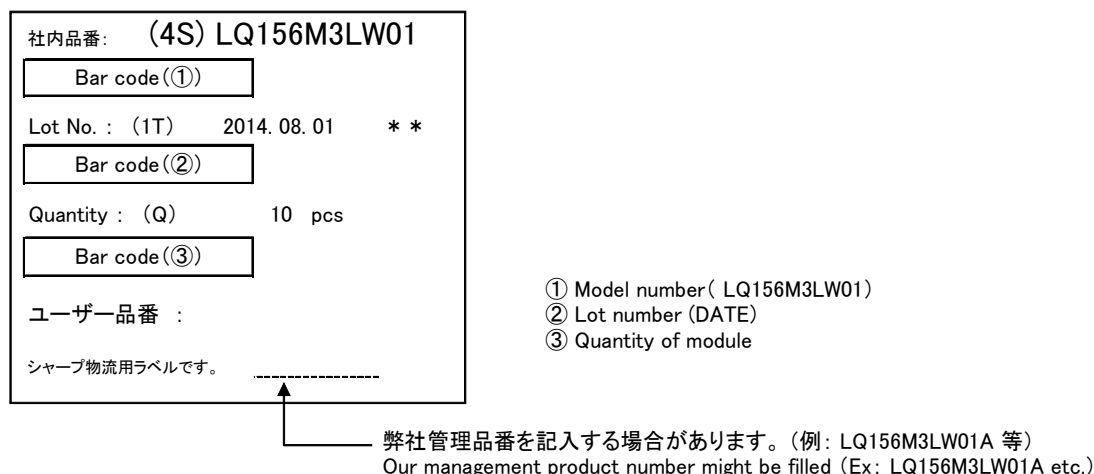 社内品番: (4S) LQ156M3LW01
Bar code(①)
Lot No. : (1T) 2014. 08. 01 * *
Bar code(②)
Quantity : (Q) 10 pcs
Bar code(③)
ユーザー品番 :
シャープ物流用ラベルです。
① Model number( LQ156M3LW01)
② Lot number (DATE)
③ Quantity of module
弊社管理品番を記入する場合があります。(例: LQ156M3LW01A 等)
Our management product number might be filled (Ex: LQ156M3LW01A etc.)